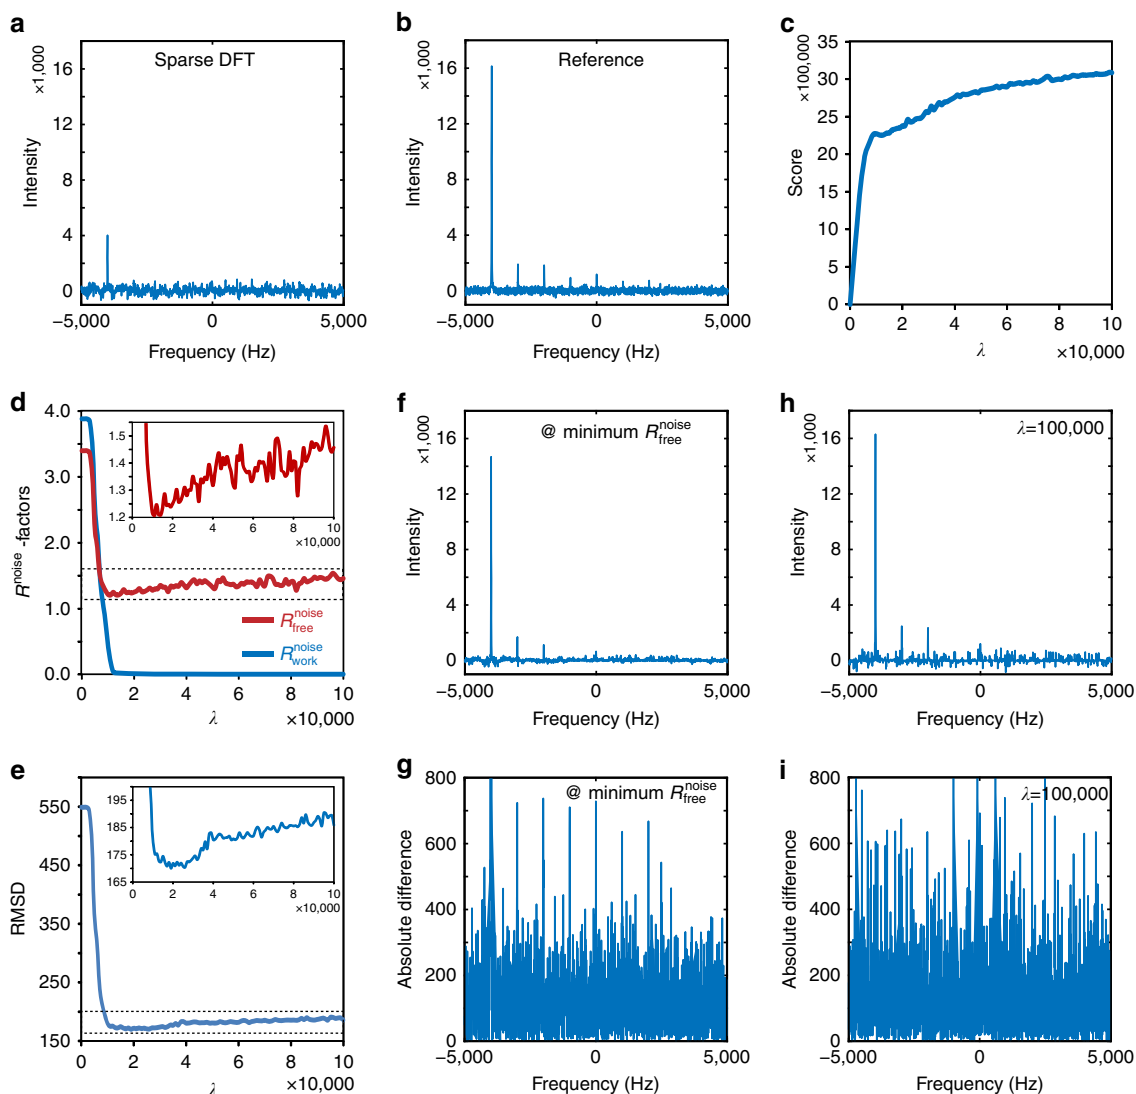 a
Sparse DFT
×1,000
16
12
8
4
0
Intensity
−5,000 0 5,000
Frequency (Hz)
b
Reference
×1,000
16
12
8
4
0
Intensity
−5,000 0 5,000
Frequency (Hz)
c
×100,000
35
30
25
20
15
10
5
0
Score
0 2 4 6 8 10
λ ×10,000
d
4.0
3.0
2.0
1.0
0.0
R^noise -factors
1.5
1.4
1.3
1.2
0 2 4 6 8 10
×10,000
R^noise_free
R^noise_work
0 2 4 6 8 10
λ ×10,000
f
@ minimum R^noise_free
×1,000
16
12
8
4
0
Intensity
−5,000 0 5,000
Frequency (Hz)
h
λ=100,000
×1,000
16
12
8
4
0
Intensity
−5,000 0 5,000
Frequency (Hz)
e
550
450
350
250
150
RMSD
195
185
175
165
0 2 4 6 8 10
×10,000
0 2 4 6 8 10
λ ×10,000
g
@ minimum R^noise_free
800
600
400
200
0
Absolute difference
−5,000 0 5,000
Frequency (Hz)
i
λ=100,000
800
600
400
200
0
Absolute difference
−5,000 0 5,000
Frequency (Hz)